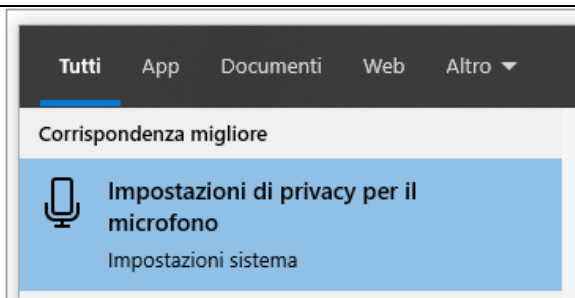 Tutti App Documenti Web Altro
Corrispondenza migliore
Impostazioni di privacy per il
microfono
Impostazioni sistema